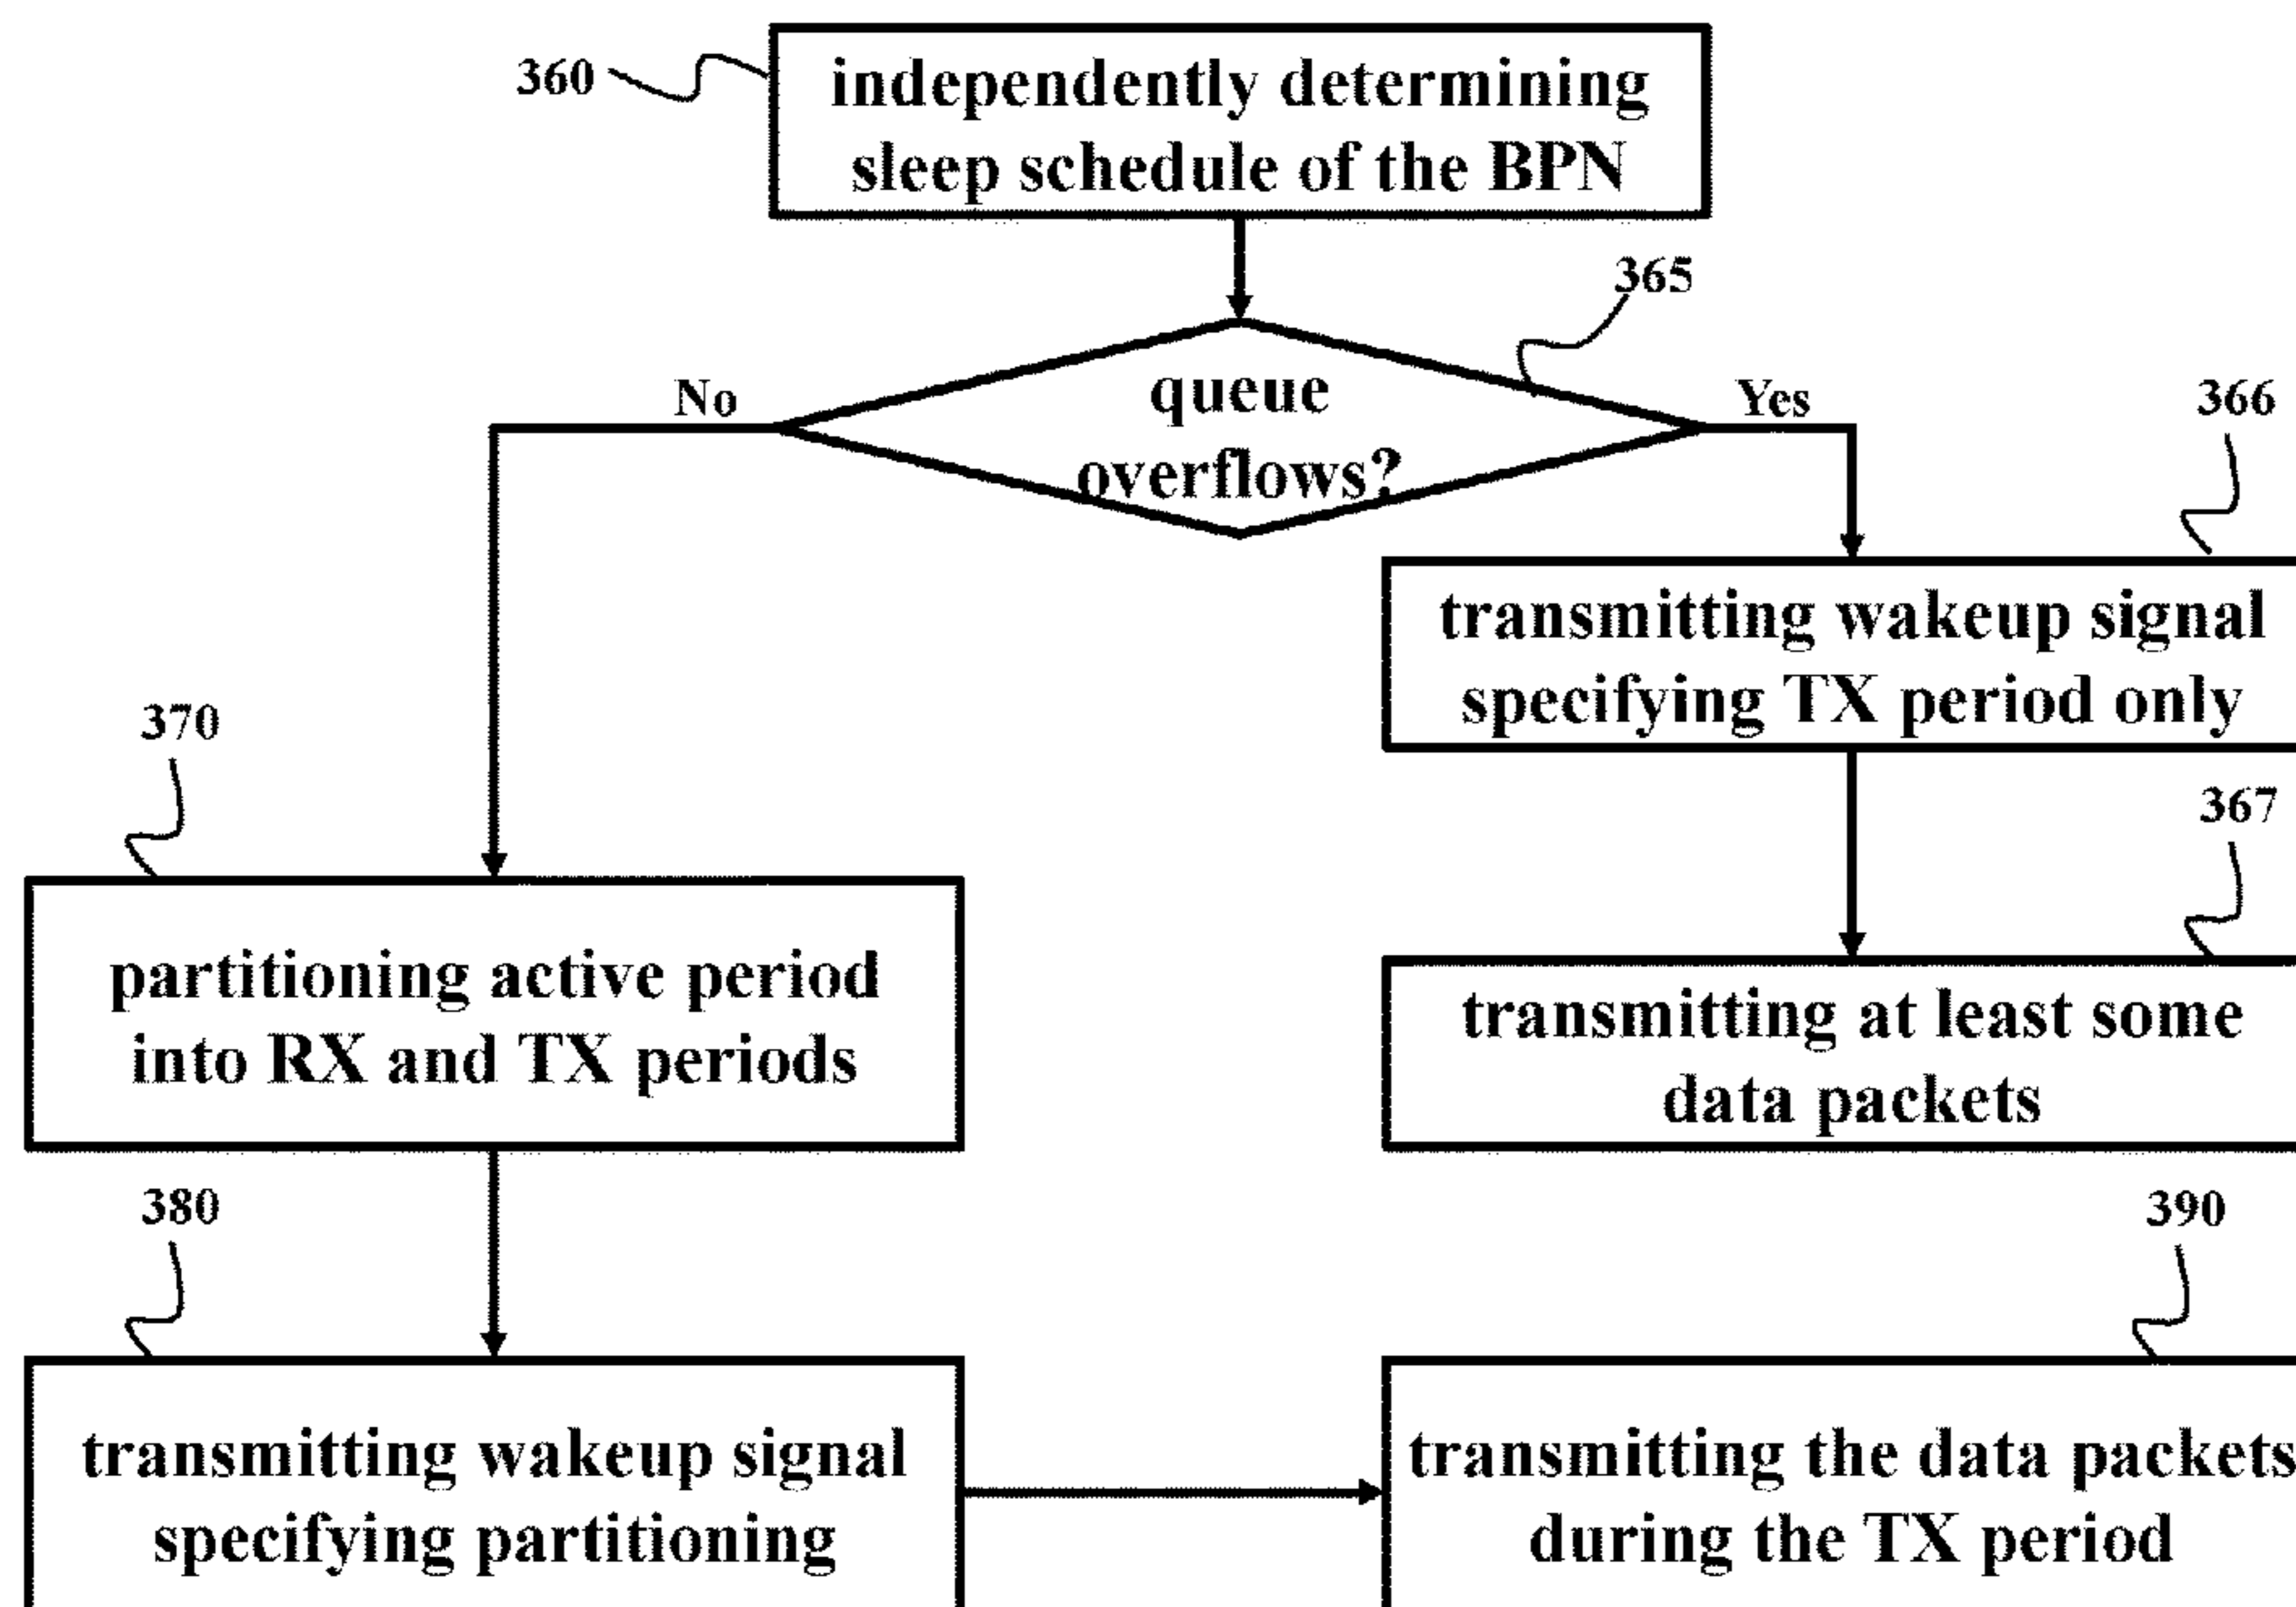 360
independently determining
sleep schedule of the BPN
365
queue
overflows?
No
Yes
366
transmitting wakeup signal
specifying TX period only
367
transmitting at least some
data packets
370
partitioning active period
into RX and TX periods
380
transmitting wakeup signal
specifying partitioning
390
transmitting the data packets
during the TX period